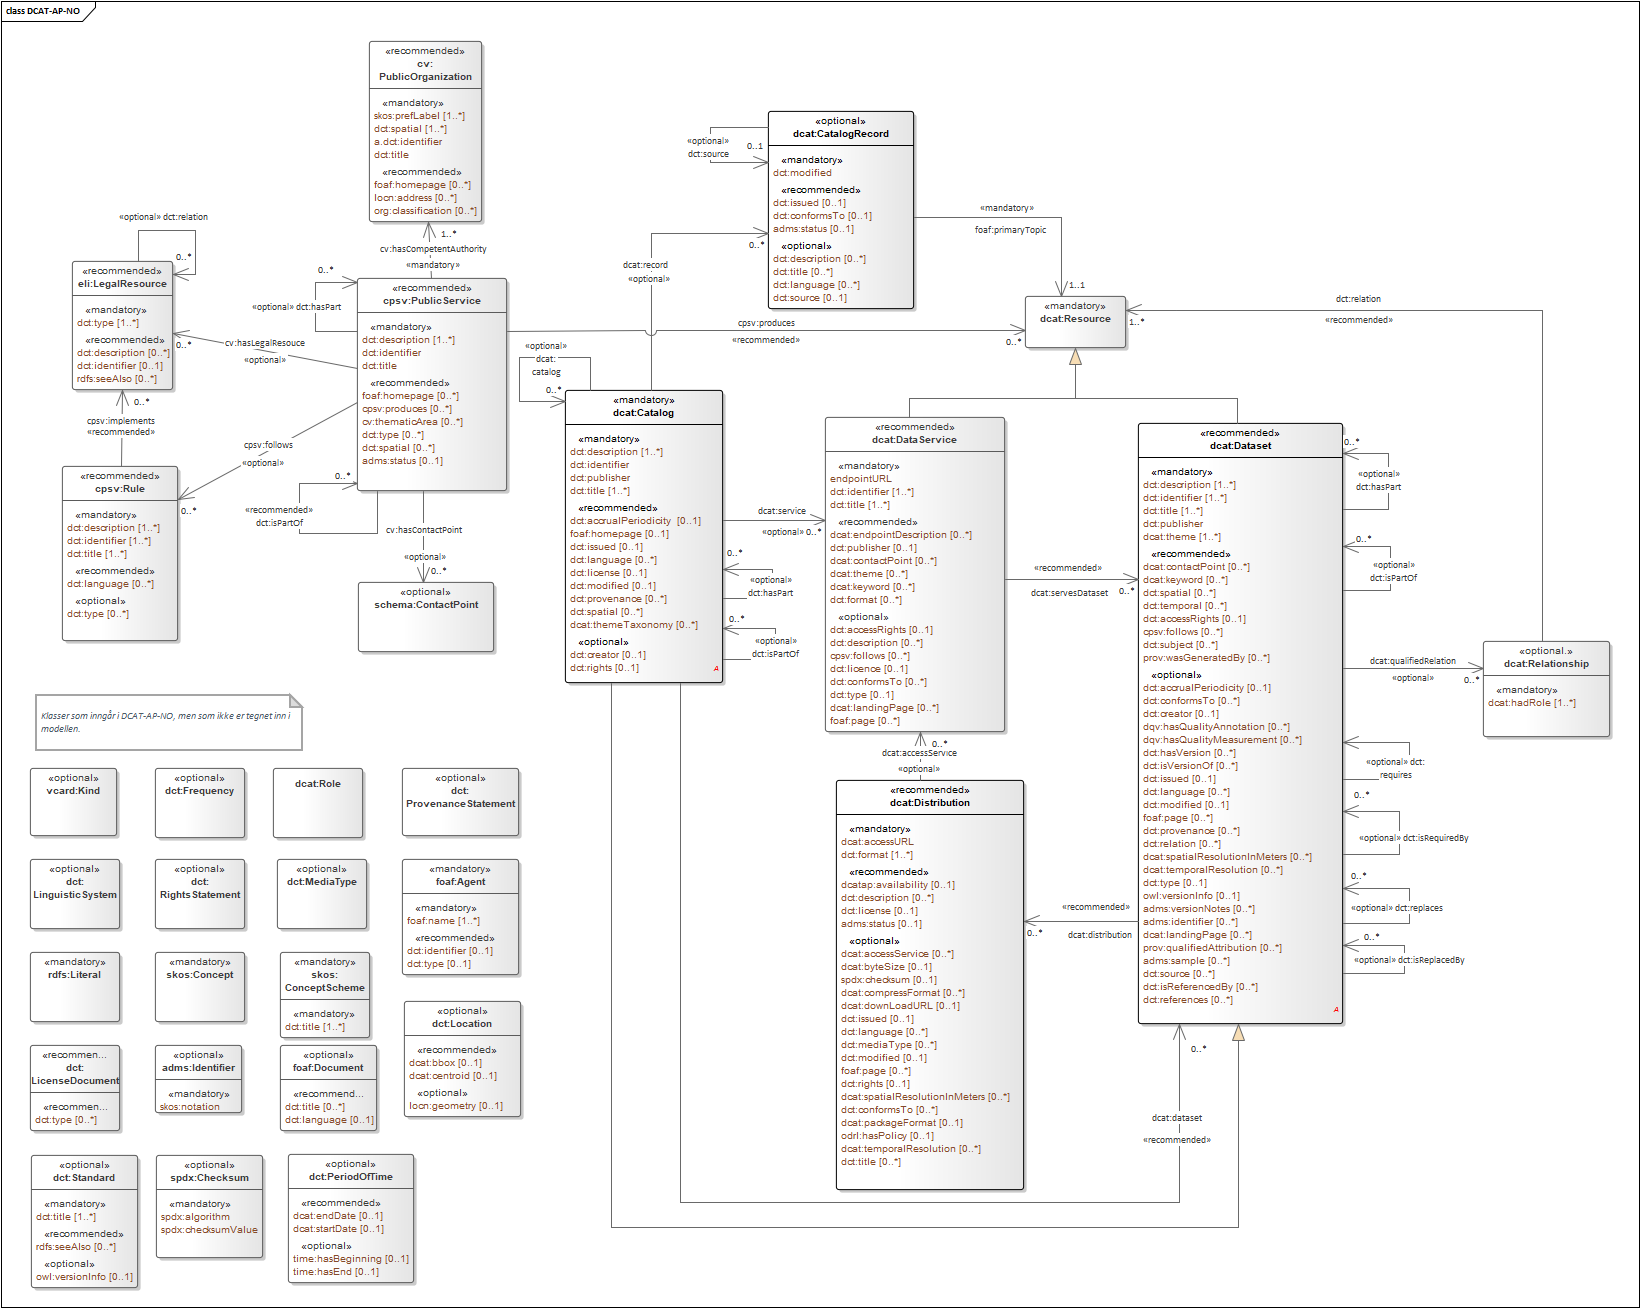 class DCAT-AP-NO
«recommended»
cv:
PublicOrganization
«mandatory»
skos:prefLabel [1..*]
dct:spatial [1..*]
a.dct:identifier
dct:title
«recommended»
foaf:homepage [0..*]
locn:address [0..*]
org:classification [0..*]
1..*
cv:hasCompetentAuthority
«mandatory»
«optional» dct:relation
0..*
«recommended»
eli:LegalResource
«mandatory»
dct:type [1..*]
«recommended»
dct:description [0..*]
dct:identifier [0..1]
rdfs:seeAlso [0..*]
0..*
cpsv:implements
«recommended»
0..*
cv:hasLegalResouce
«optional»
0..*
«optional» dct:hasPart
«recommended»
cpsv:PublicService
«mandatory»
dct:description [1..*]
dct:identifier
dct:title
«recommended»
foaf:homepage [0..*]
cpsv:produces [0..*]
cv:thematicArea [0..*]
dct:type [0..*]
dct:spatial [0..*]
adms:status [0..1]
cpsv:follows
«optional»
0..*
0..*
«recommended»
dct:isPartOf
«recommended»
cpsv:Rule
«mandatory»
dct:description [1..*]
dct:identifier [1..*]
dct:title [1..*]
«recommended»
dct:language [0..*]
«optional»
dct:type [0..*]
cv:hasContactPoint
«optional»
0..*
«optional»
schema:ContactPoint
cpsv:produces
«recommended»
0..*
«optional»
dct:source
0..1
«optional»
dcat:CatalogRecord
«mandatory»
dct:modified
«recommended»
dct:issued [0..1]
dct:conformsTo [0..1]
adms:status [0..1]
«optional»
dct:description [0..*]
dct:title [0..*]
dct:language [0..*]
dct:source [0..1]
0..*
dcat:record
«optional»
«mandatory»
foaf:primaryTopic
1..1
«mandatory»
dcat:Resource
1..*
dct:relation
«recommended»
«optional»
dcat:
catalog
0..*
«mandatory»
dcat:Catalog
«mandatory»
dct:description [1..*]
dct:identifier
dct:publisher
dct:title [1..*]
«recommended»
dct:accrualPeriodicity [0..1]
foaf:homepage [0..1]
dct:issued [0..1]
dct:language [0..*]
dct:license [0..1]
dct:modified [0..1]
dct:provenance [0..*]
dct:spatial [0..*]
dcat:themeTaxonomy [0..*]
«optional»
dct:creator [0..1]
dct:rights [0..1]
A
dcat:service
«optional» 0..*
0..*
«optional»
dct:hasPart
0..*
«optional»
dct:isPartOf
«recommended»
dcat:DataService
«mandatory»
endpointURL
dct:identifier [1..*]
dct:title [1..*]
«recommended»
dcat:endpointDescription [0..*]
dct:publisher [0..1]
dcat:contactPoint [0..*]
dcat:theme [0..*]
dcat:keyword [0..*]
dct:format [0..*]
«optional»
dct:accessRights [0..1]
dct:description [0..*]
cpsv:follows [0..*]
dct:licence [0..1]
dct:conformsTo [0..*]
dct:type [0..1]
dcat:landingPage [0..*]
foaf:page [0..*]
«recommended»
dcat:servesDataset
0..*
0..*
dcat:accessService
«optional»
«recommended»
dcat:Distribution
«mandatory»
dcat:accessURL
dct:format [1..*]
«recommended»
dcatap:availability [0..1]
dct:description [0..*]
dct:license [0..1]
adms:status [0..1]
«optional»
dcat:accessService [0..*]
dcat:byteSize [0..1]
spdx:checksum [0..1]
dcat:compressFormat [0..*]
dcat:downLoadURL [0..1]
dct:issued [0..1]
dct:language [0..*]
dct:mediaType [0..*]
dct:modified [0..1]
foaf:page [0..*]
dct:rights [0..1]
dcat:spatialResolutionInMeters [0..*]
dct:conformsTo [0..*]
dcat:packageFormat [0..1]
odrl:hasPolicy [0..1]
dcat:temporalResolution [0..*]
dct:title [0..*]
«recommended»
0..*
dcat:distribution
«recommended»
dcat:Dataset
«mandatory»
dct:description [1..*]
dct:identifier [1..*]
dct:title [1..*]
dct:publisher
dcat:theme [1..*]
«recommended»
dcat:contactPoint [0..*]
dcat:keyword [0..*]
dct:spatial [0..*]
dct:temporal [0..*]
dct:accessRights [0..1]
cpsv:follows [0..*]
dct:subject [0..*]
prov:wasGeneratedBy [0..*]
«optional»
dct:accrualPeriodicity [0..1]
dct:conformsTo [0..*]
dct:creator [0..1]
dqv:hasQualityAnnotation [0..*]
dqv:hasQualityMeasurement [0..*]
dct:hasVersion [0..*]
dct:isVersionOf [0..*]
dct:issued [0..1]
dct:language [0..*]
dct:modified [0..1]
foaf:page [0..*]
dct:provenance [0..*]
dct:relation [0..*]
dcat:spatialResolutionInMeters [0..*]
dcat:temporalResolution [0..*]
dct:type [0..1]
owl:versionInfo [0..1]
adms:versionNotes [0..*]
adms:identifier [0..*]
dcat:landingPage [0..*]
prov:qualifiedAttribution [0..*]
adms:sample [0..*]
dct:source [0..*]
dct:isReferencedBy [0..*]
dct:references [0..*]
A
0..*
«optional»
dct:hasPart
0..*
«optional»
dct:isPartOf
dcat:qualifiedRelation
«optional»
0..*
«optional.»
dcat:Relationship
«mandatory»
dcat:hadRole [1..*]
«optional» dct:
requires
0..*
«optional» dct:isRequiredBy
0..*
«optional» dct:replaces
0..*
«optional» dct:isReplacedBy
0..*
dcat:dataset
«recommended»
Klasser som inngår i DCAT-AP-NO, men som ikke er tegnet inn i
modellen.
«optional»
vcard:Kind
«optional»
dct:Frequency
dcat:Role
«optional»
dct:
ProvenanceStatement
«optional»
dct:
LinguisticSystem
«optional»
dct:
RightsStatement
«optional»
dct:MediaType
«mandatory»
foaf:Agent
«mandatory»
foaf:name [1..*]
«recommended»
dct:identifier [0..1]
dct:type [0..1]
«mandatory»
rdfs:Literal
«mandatory»
skos:Concept
«mandatory»
skos:
ConceptScheme
«mandatory»
dct:title [1..*]
«optional»
dct:Location
«recommended»
dcat:bbox [0..1]
dcat:centroid [0..1]
«optional»
locn:geometry [0..1]
«recommen...
dct:
LicenseDocument
«recommen...
dct:type [0..*]
«optional»
adms:Identifier
«mandatory»
skos:notation
«optional»
foaf:Document
«recommend...
dct:title [0..*]
dct:language [0..1]
«optional»
dct:Standard
«mandatory»
dct:title [1..*]
«recommended»
rdfs:seeAlso [0..*]
«optional»
owl:versionInfo [0..1]
«optional»
spdx:Checksum
«mandatory»
spdx:algorithm
spdx:checksumValue
«optional»
dct:PeriodOfTime
«recommended»
dcat:endDate [0..1]
dcat:startDate [0..1]
«optional»
time:hasBeginning [0..1]
time:hasEnd [0..1]